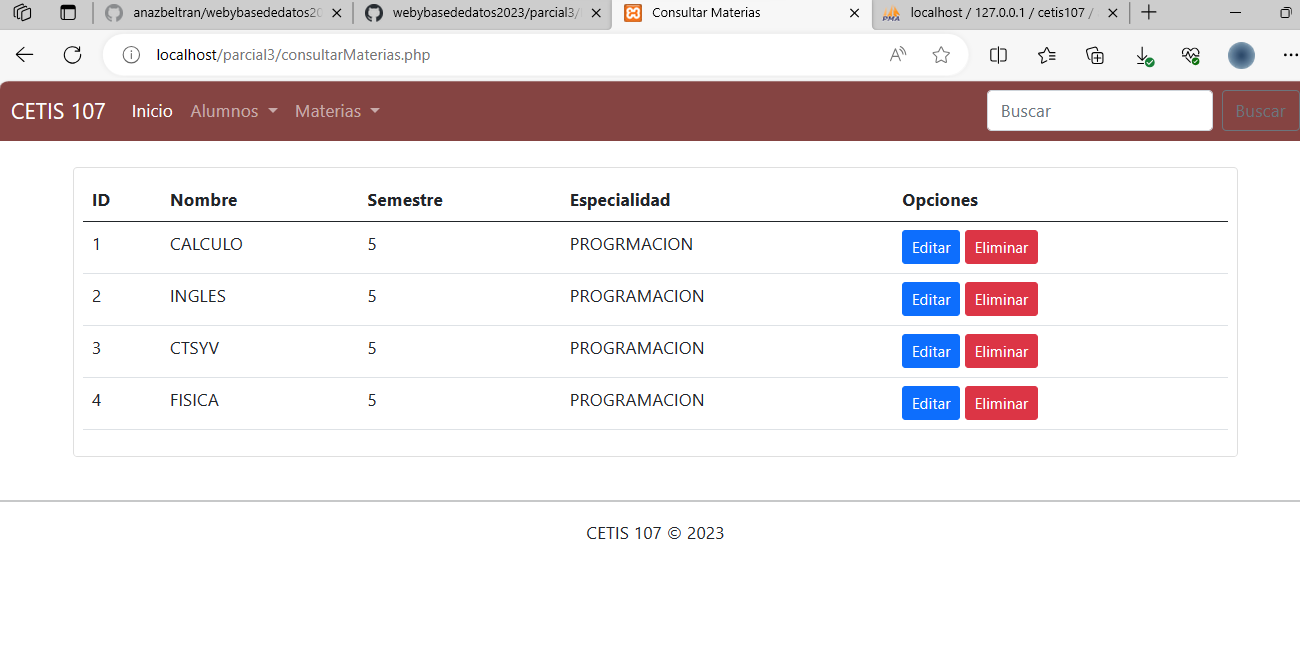 anazbeltran/webybasededatos20
webybasededatos2023/parcial3/
Consultar Materias
localhost / 127.0.0.1 / cetis107 /
localhost/parcial3/consultarMaterias.php
CETIS 107 Inicio Alumnos Materias Buscar Buscar
ID Nombre Semestre Especialidad Opciones
1 CALCULO 5 PROGRMACION Editar Eliminar
2 INGLES 5 PROGRAMACION Editar Eliminar
3 CTSYV 5 PROGRAMACION Editar Eliminar
4 FISICA 5 PROGRAMACION Editar Eliminar
CETIS 107 © 2023